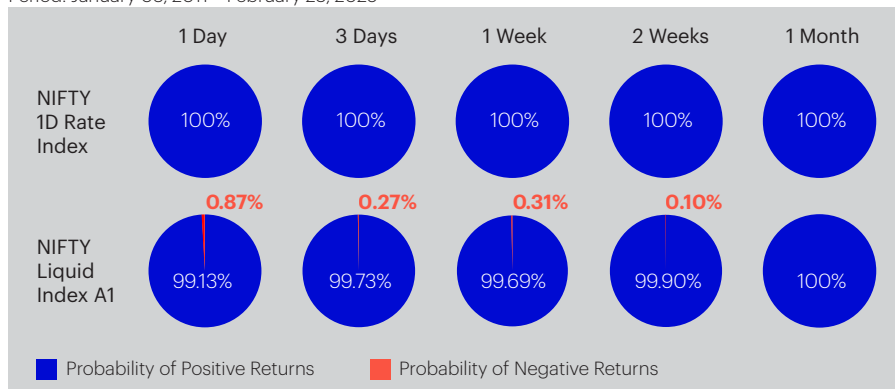 1 Day 3 Days 1 Week 2 Weeks 1 Month
NIFTY
1D Rate
Index
100% 100% 100% 100% 100%
0.87% 0.27% 0.31% 0.10%
NIFTY
Liquid
Index A1
99.13% 99.73% 99.69% 99.90% 100%
Probability of Positive Returns Probability of Negative Returns